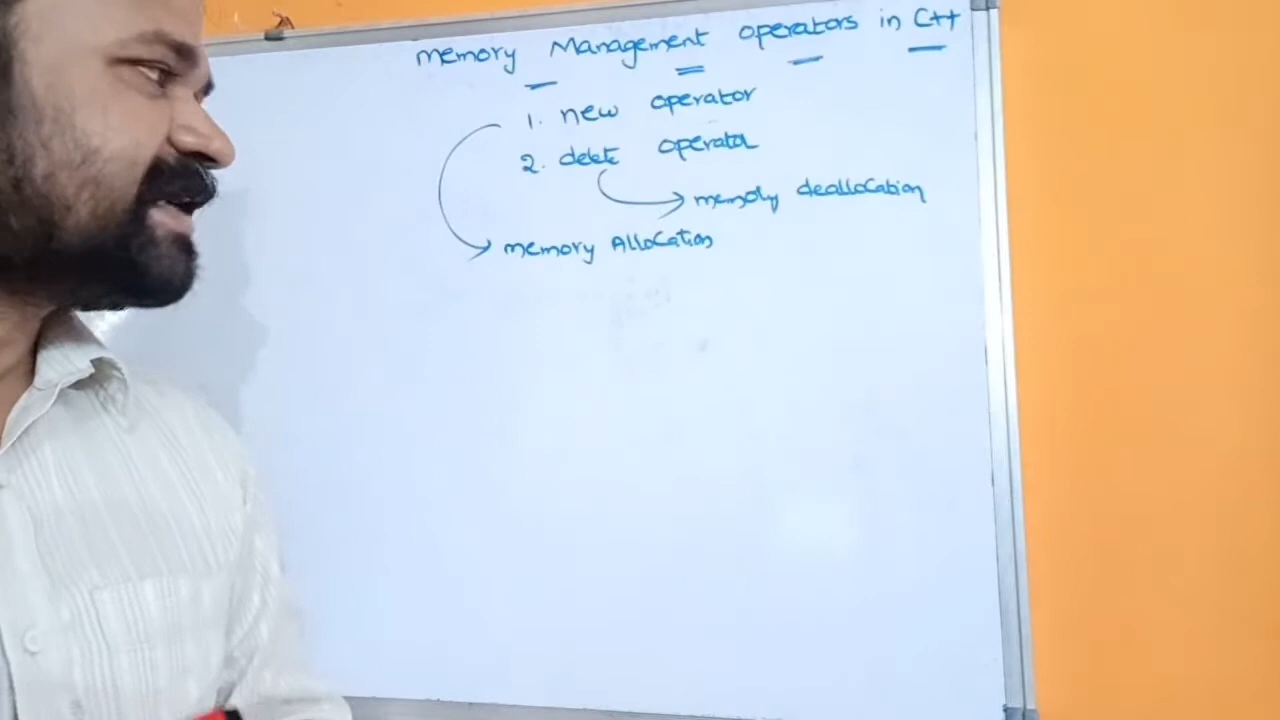 memory Management operators in C++
1. new operator
2. delete operator
memory deallocation
memory Allocation